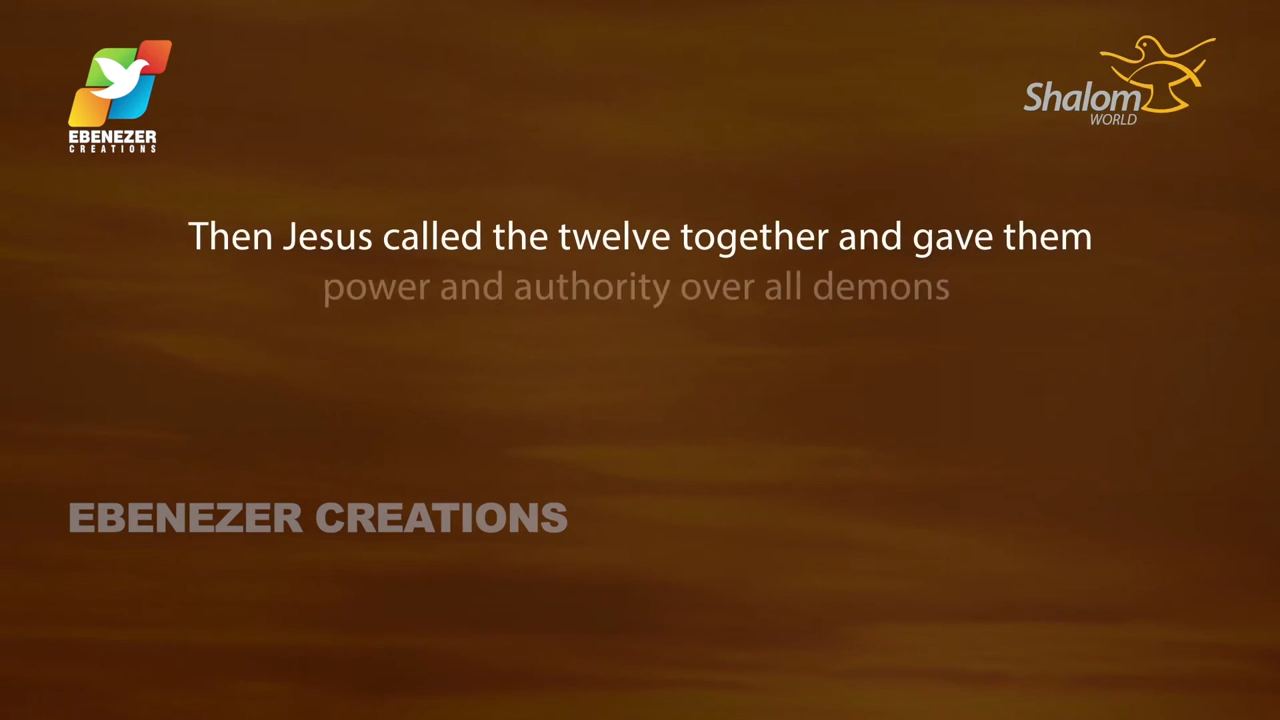 EBENEZER
CREATIONS
Shalom
WORLD
Then Jesus called the twelve together and gave them
power and authority over all demons
EBENEZER CREATIONS